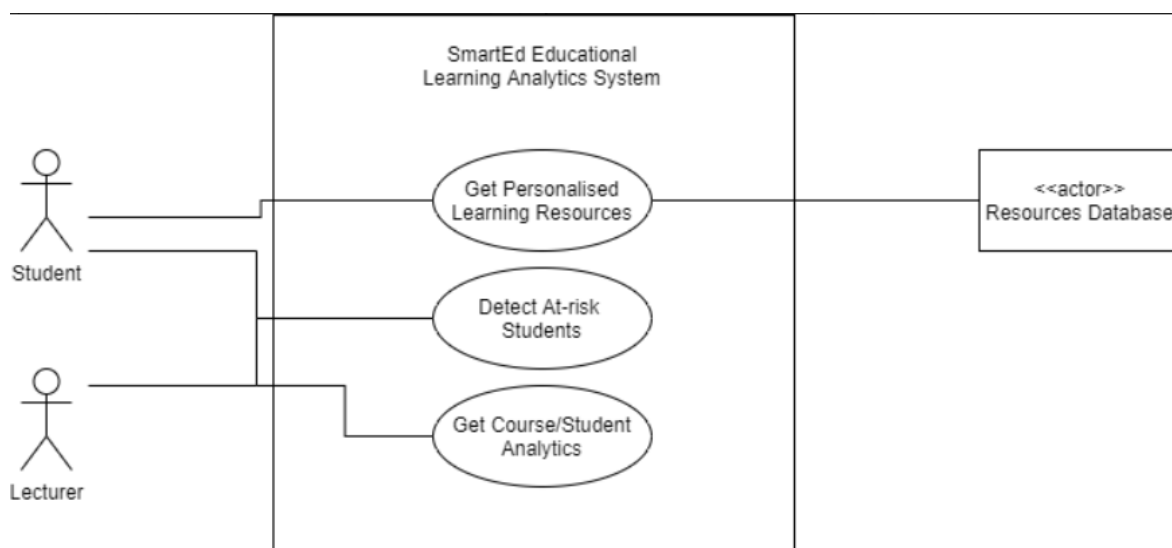 SmartEd Educational
Learning Analytics System
Get Personalised
Learning Resources
<<actor>>
Resources Database
Student
Detect At-risk
Students
Get Course/Student
Analytics
Lecturer